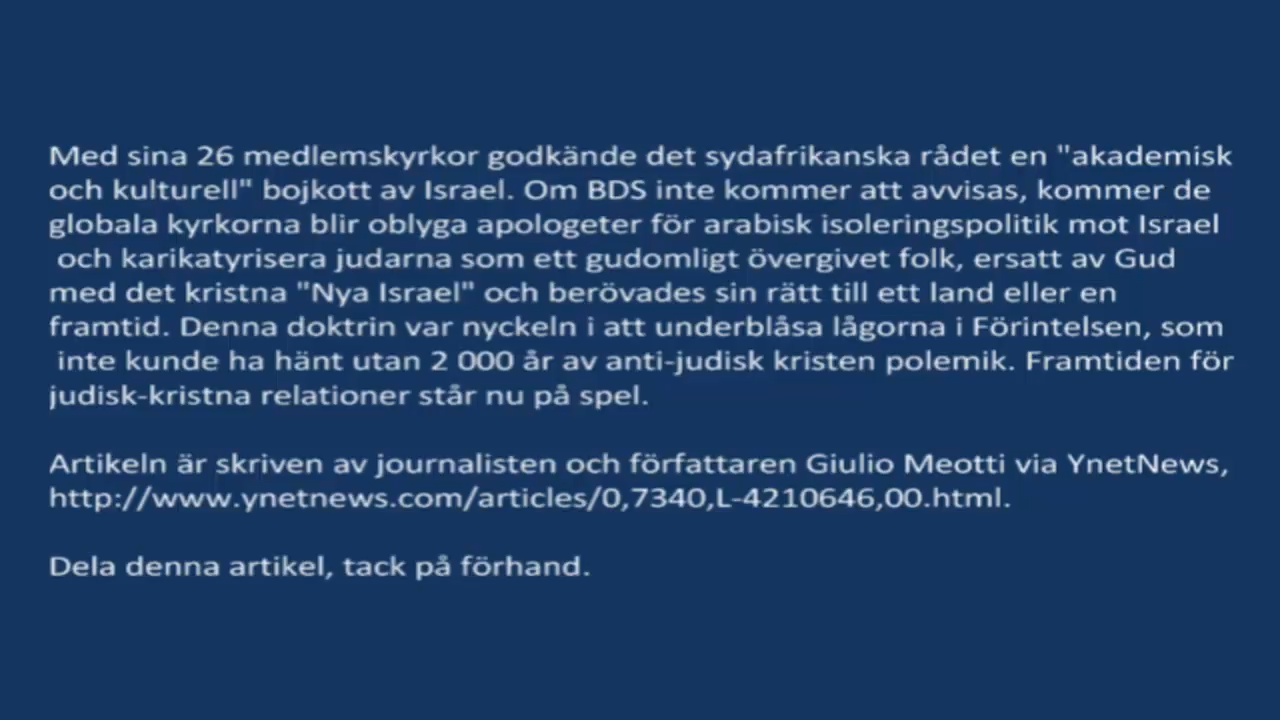 Med sina 26 medlemskyrkor godkände det sydafrikanska rådet en "akademisk
och kulturell" bojkott av Israel. Om BDS inte kommer att avvisas, kommer de
globala kyrkorna blir oblyga apologeter för arabisk isoleringspolitik mot Israel
och karikatyrisera judarna som ett gudomligt övergivet folk, ersatt av Gud
med det kristna "Nya Israel" och berövades sin rätt till ett land eller en
framtid. Denna doktrin var nyckeln i att underblåsa lågorna i Förintelsen, som
inte kunde ha hänt utan 2 000 år av anti-judisk kristen polemik. Framtiden för
judisk-kristna relationer står nu på spel.
Artikeln är skriven av journalisten och författaren Giulio Meotti via YnetNews,
http://www.ynetnews.com/articles/0,7340,L-4210646,00.html.
Dela denna artikel, tack på förhand.